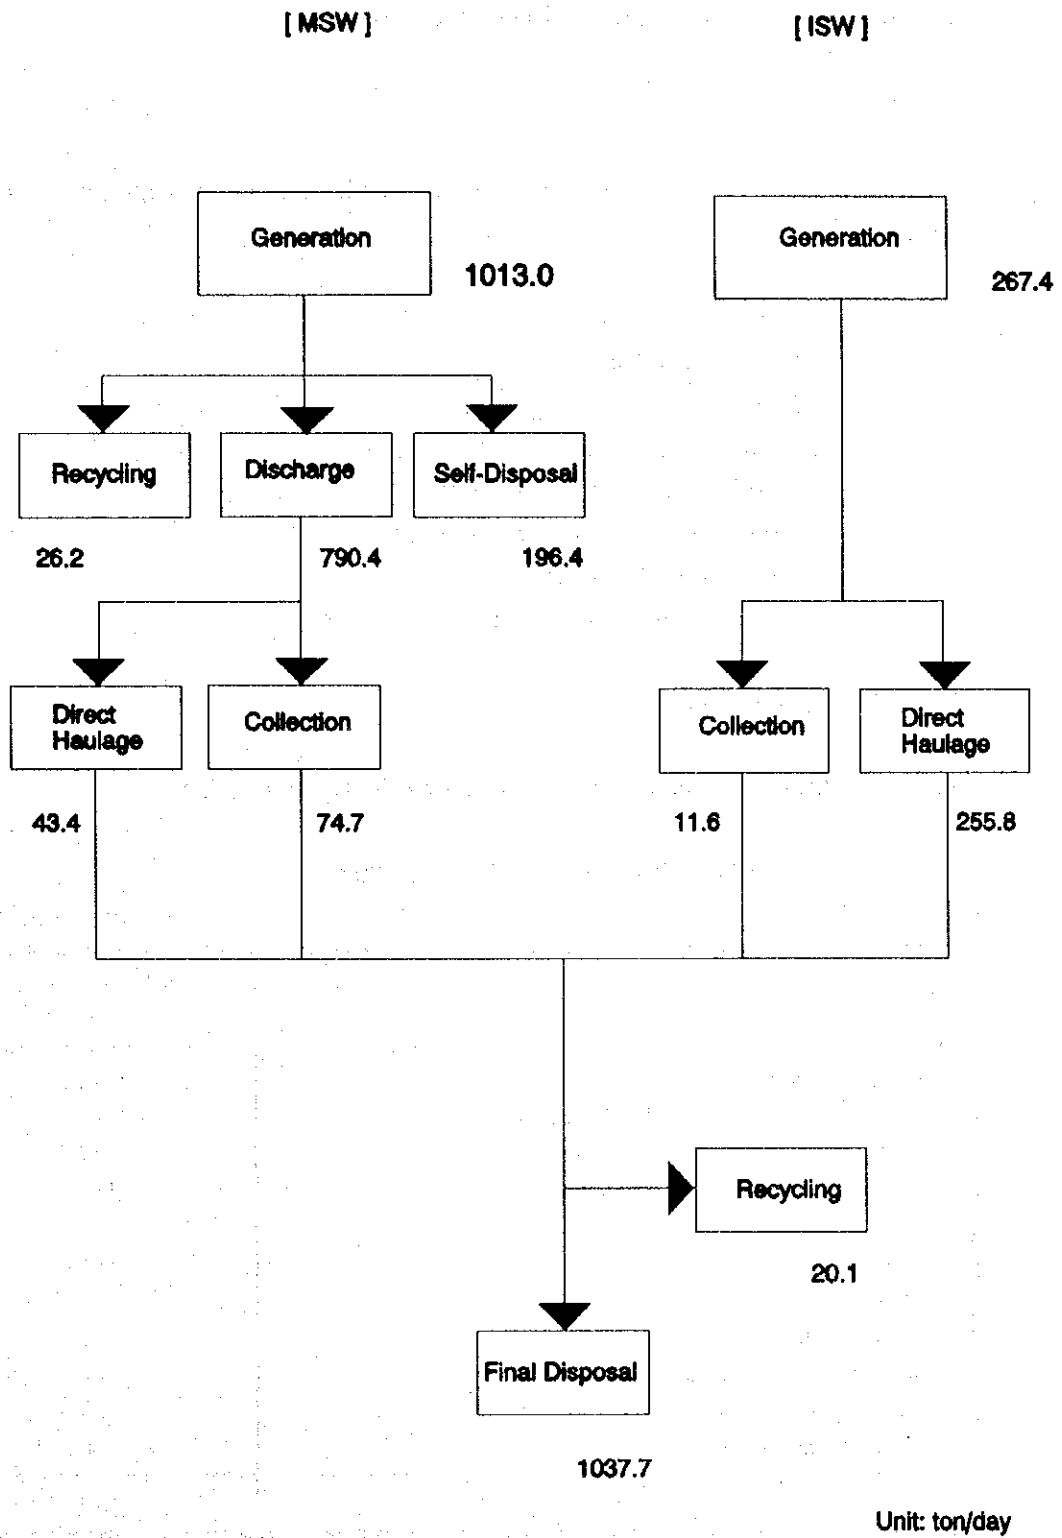 [ MSW ]
[ ISW ]
Generation
1013.0
Generation
267.4
Recycling
26.2
Discharge
790.4
Self-Disposal
196.4
Direct
Haulage
43.4
Collection
74.7
Collection
11.6
Direct
Haulage
255.8
Recycling
20.1
Final Disposal
1037.7
Unit: ton/day